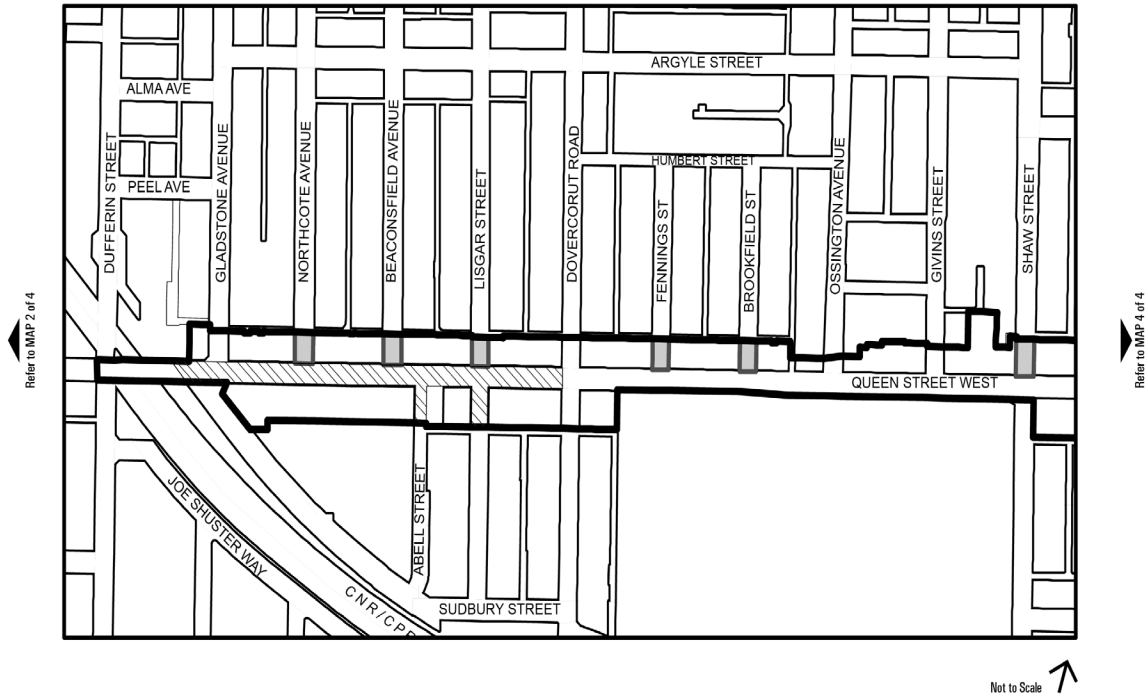 ARGYLE STREET
ALMA AVE
HUMBERT STREET
PEEL AVE
DUFFERIN STREET
GLADSTONE AVENUE
NORTHCOTE AVENUE
BEACONSFIELD AVENUE
LISGAR STREET
DOVERCORUT ROAD
FENNINGS ST
BROOKFIELD ST
OSSINGTON AVENUE
GIVINS STREET
SHAW STREET
Refer to MAP 2 of 4
Refer to MAP 4 of 4
QUEEN STREET WEST
JOE SHUSTER WAY
ABELL STREET
CNR/CPR
SUDBURY STREET
Not to Scale